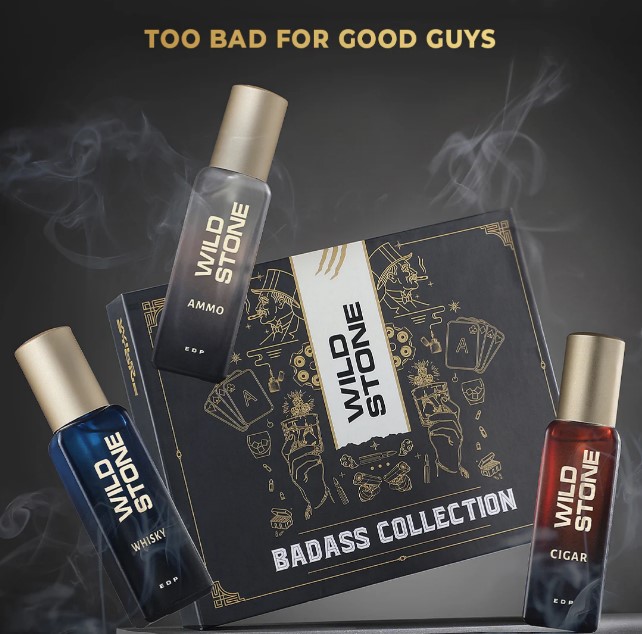 TOO BAD FOR GOOD GUYS
WILD
STONE
AMMO
EDP
WILD
STONE
A
A
BADASS COLLECTION
WILD
STONE
WHISKY
EDP
WILD
STONE
CIGAR
EDP